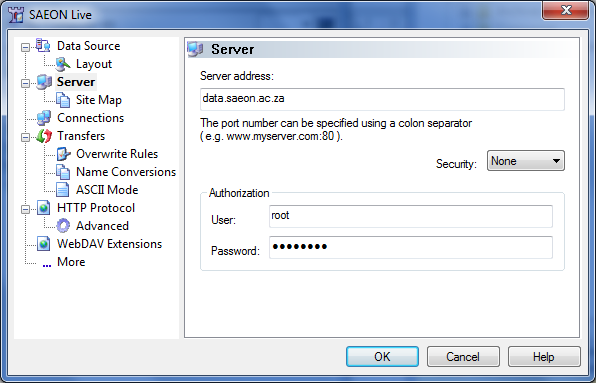 SAEON Live
Data Source
Layout
Server
Site Map
Connections
Transfers
Overwrite Rules
Name Conversions
ASCII Mode
HTTP Protocol
Advanced
WebDAV Extensions
... More
Server
Server address:
data.saeon.ac.za
The port number can be specified using a colon separator
( e.g. www.myserver.com:80 ).
Security: None
Authorization
User: root
Password: ●●●●●●●●
OK Cancel Help